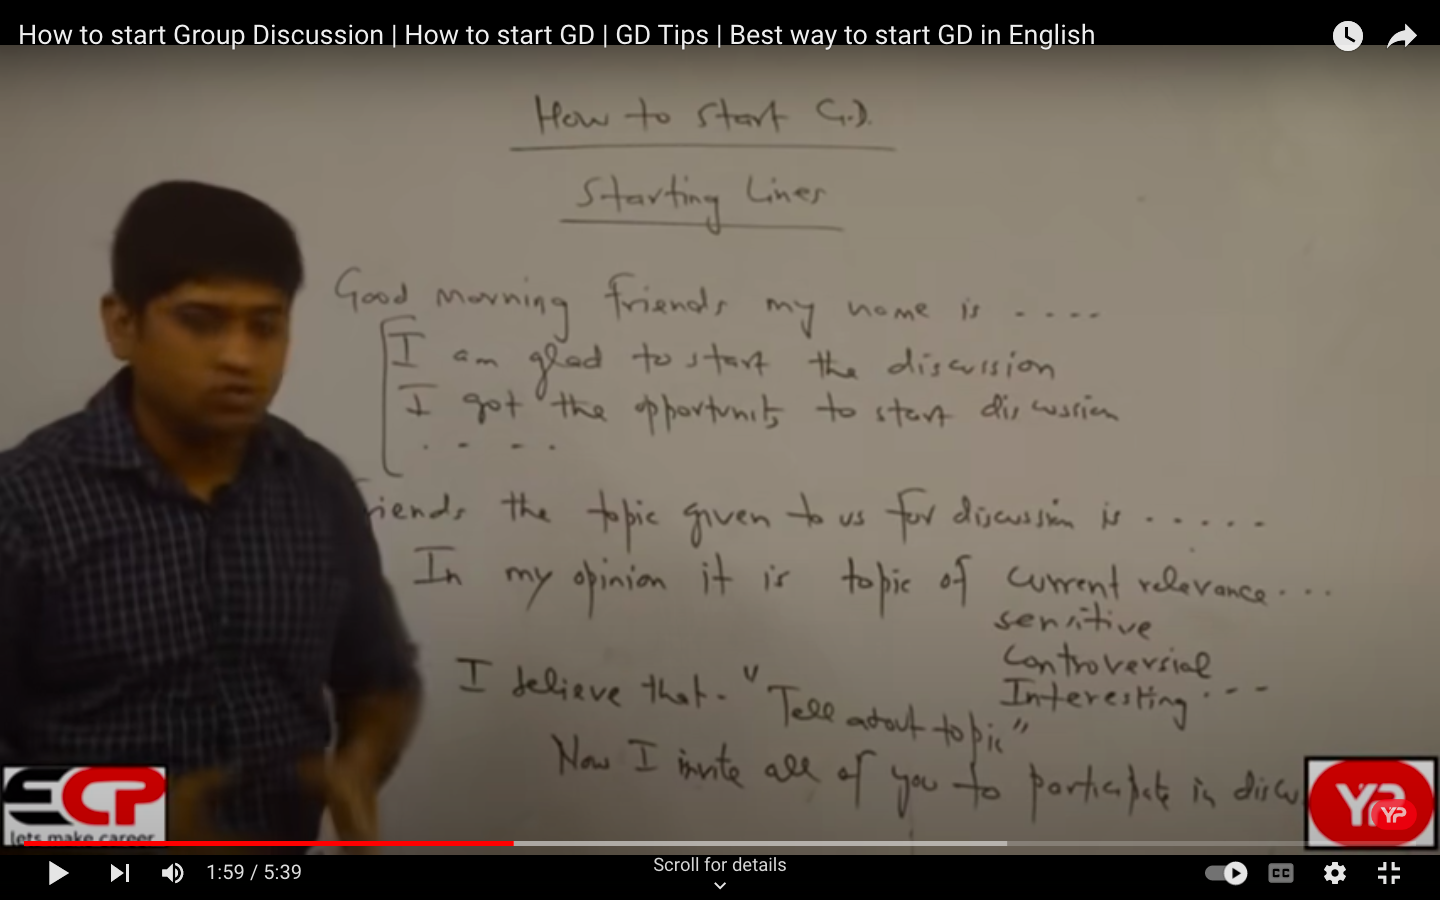 How to start Group Discussion | How to start GD | GD Tips | Best way to start GD in English
How to start G.D.
Starting Lines
Good morning friends my name is ....
I am glad to start the discussion
I got the opportunity to start discussion
. - - .
riends the topic given to us for discussion is .....
In my opinion it is topic of current relevance...
sensitive
controversial
Interesting . - -
I believe that - "Tell about topic"
Now I invite all of you to participate in discu
ECP
lets make career
YP
YP
1:59 / 5:39
Scroll for details
CC